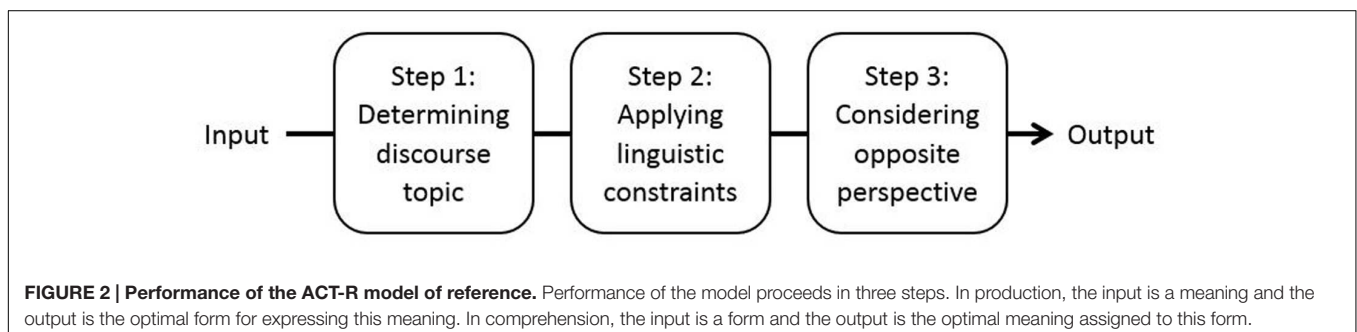 Input
Step 1:
Determining
discourse
topic
Step 2:
Applying
linguistic
constraints
Step 3:
Considering
opposite
perspective
Output
FIGURE 2 | Performance of the ACT-R model of reference. Performance of the model proceeds in three steps. In production, the input is a meaning and the
output is the optimal form for expressing this meaning. In comprehension, the input is a form and the output is the optimal meaning assigned to this form.